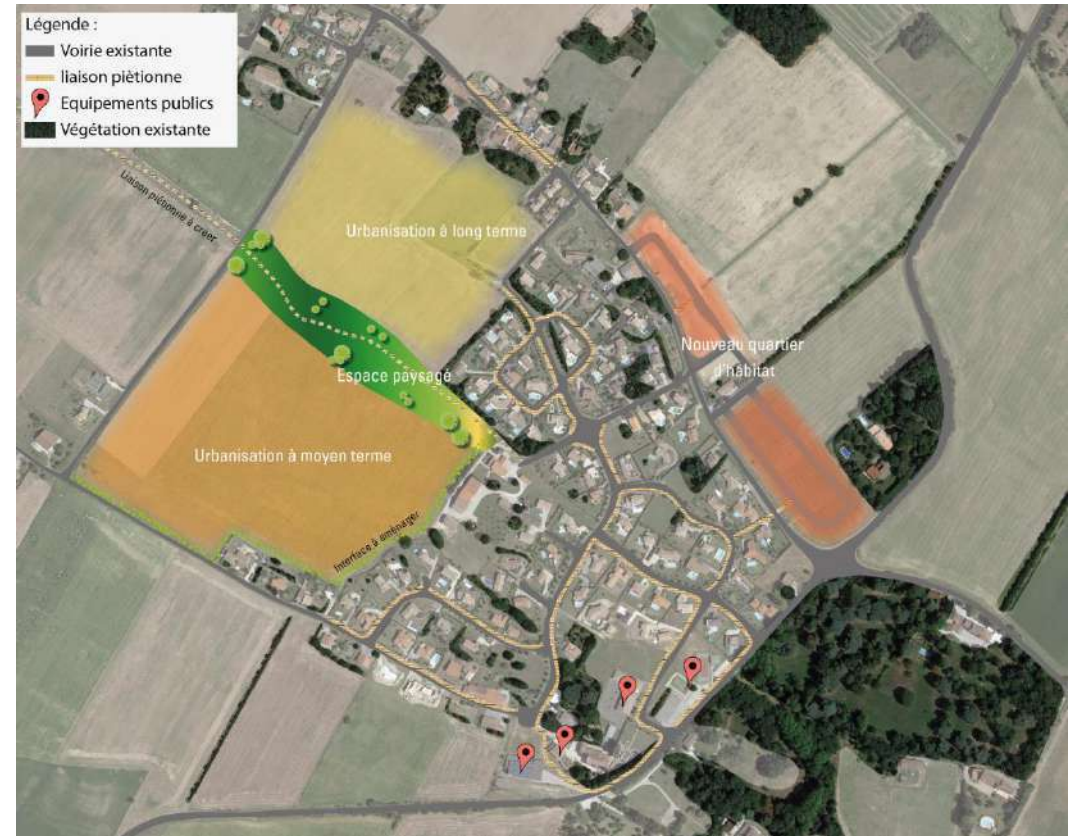 Légende :
Voirie existante
liaison piètionne
Equipements publics
Végétation existante
Liaison piétionne à créer
Urbanisation à long terme
Nouveau quartier
d'habitat
Espace paysagé
Urbanisation à moyen terme
Interface à aménager